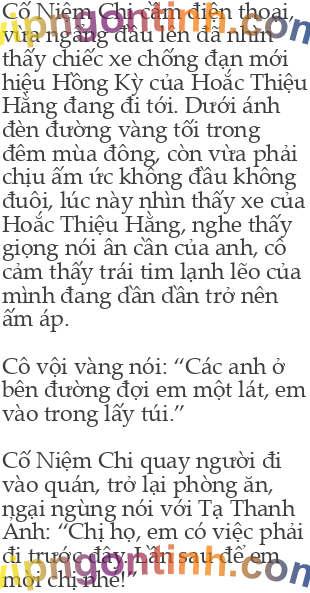 Cố Niệm Chi cầm điện thoại,
vừa ngẩng đầu lên đã nhìn
thấy chiếc xe chống đạn mới
hiệu Hồng Kỳ của Hoắc Thiệu
Hằng đang đi tới. Dưới ánh
đèn đường vàng tối trong
đêm mùa đông, còn vừa phải
chịu ấm ức không đầu không
đuôi, lúc này nhìn thấy xe của
Hoắc Thiệu Hằng, nghe thấy
giọng nói ân cần của anh, cô
cảm thấy trái tim lạnh lẽo của
mình đang dần dần trở nên
ấm áp.
Cô vội vàng nói: “Các anh ở
bên đường đợi em một lát, em
vào trong lấy túi.”
Cố Niệm Chi quay người đi
vào quán, trở lại phòng ăn,
ngại ngùng nói với Tạ Thanh
Ảnh: “Chị họ, em có việc phải
đi trước đây. Lần sau để em
mời chị nhé!”
vipngontinh.com
vipngontinh.com